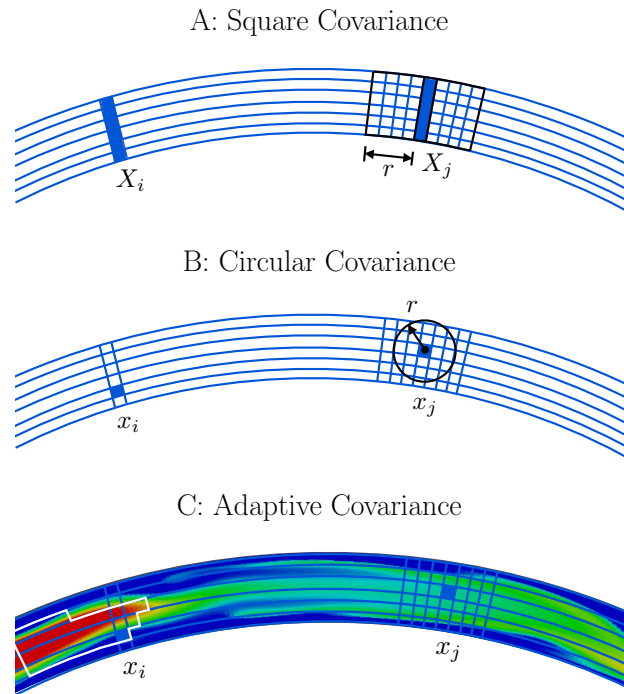 A: Square Covariance
X_i
r
X_j
B: Circular Covariance
r
x_i
x_j
C: Adaptive Covariance
x_i
x_j